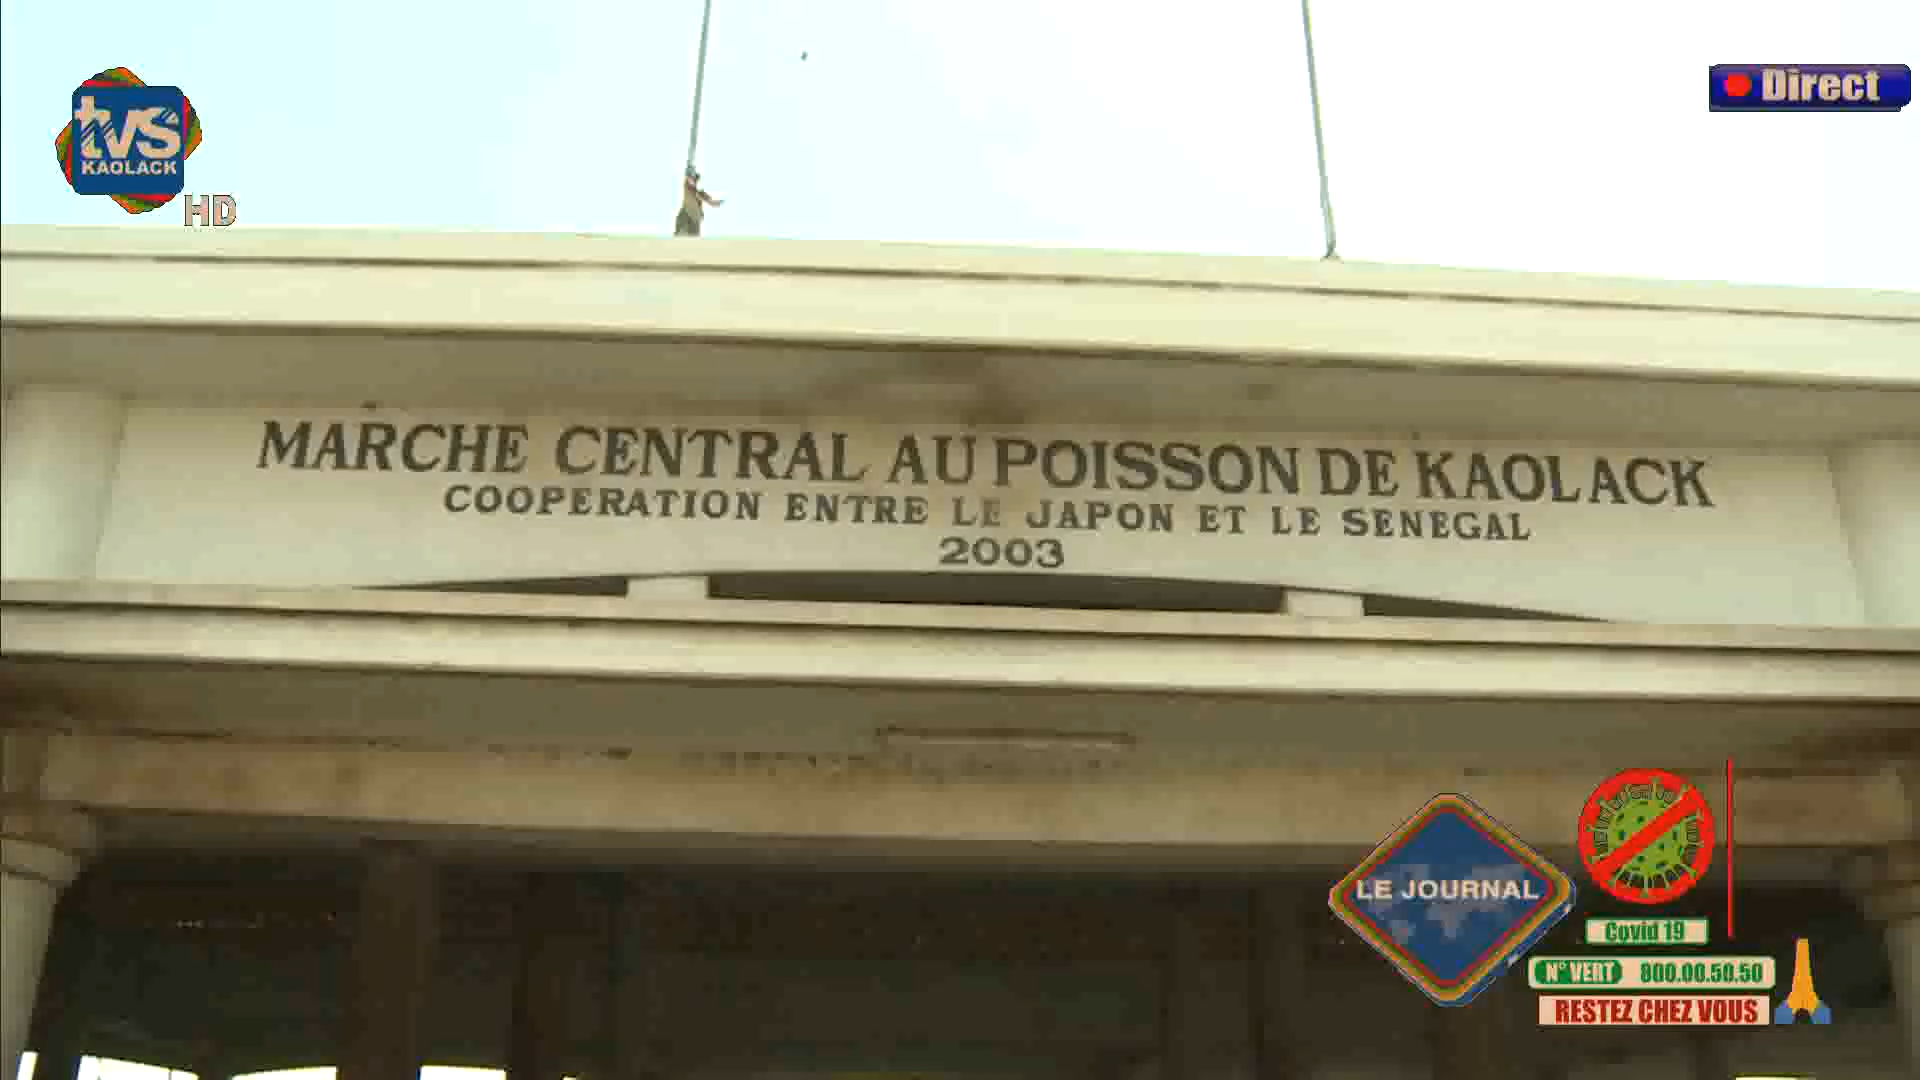 tvs
KAOLACK
HD
Direct
MARCHE CENTRAL AU POISSON DE KAOLACK
COOPERATION ENTRE LE JAPON ET LE SENEGAL
2003
LE JOURNAL
Covid 19
N° VERT 800.00.50.50
RESTEZ CHEZ VOUS